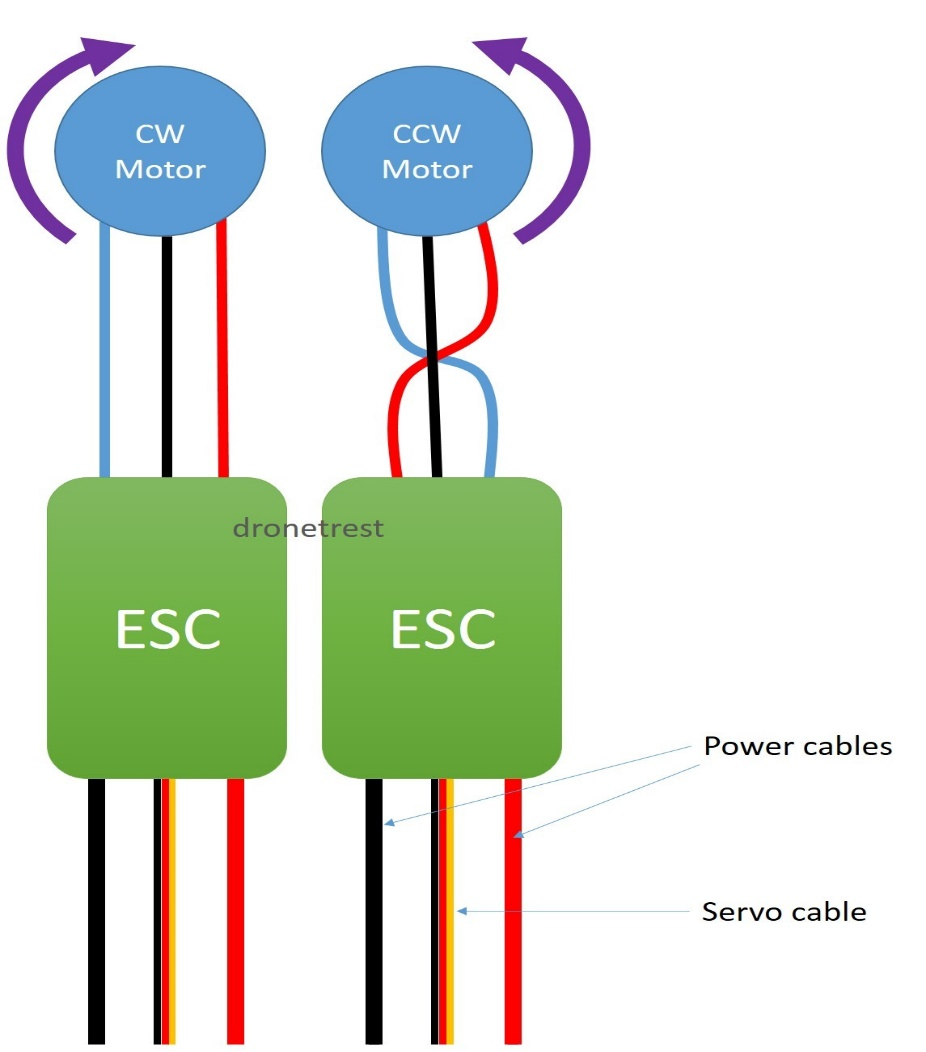 CW
Motor
CCW
Motor
dronetrest
ESC
ESC
Power cables
Servo cable